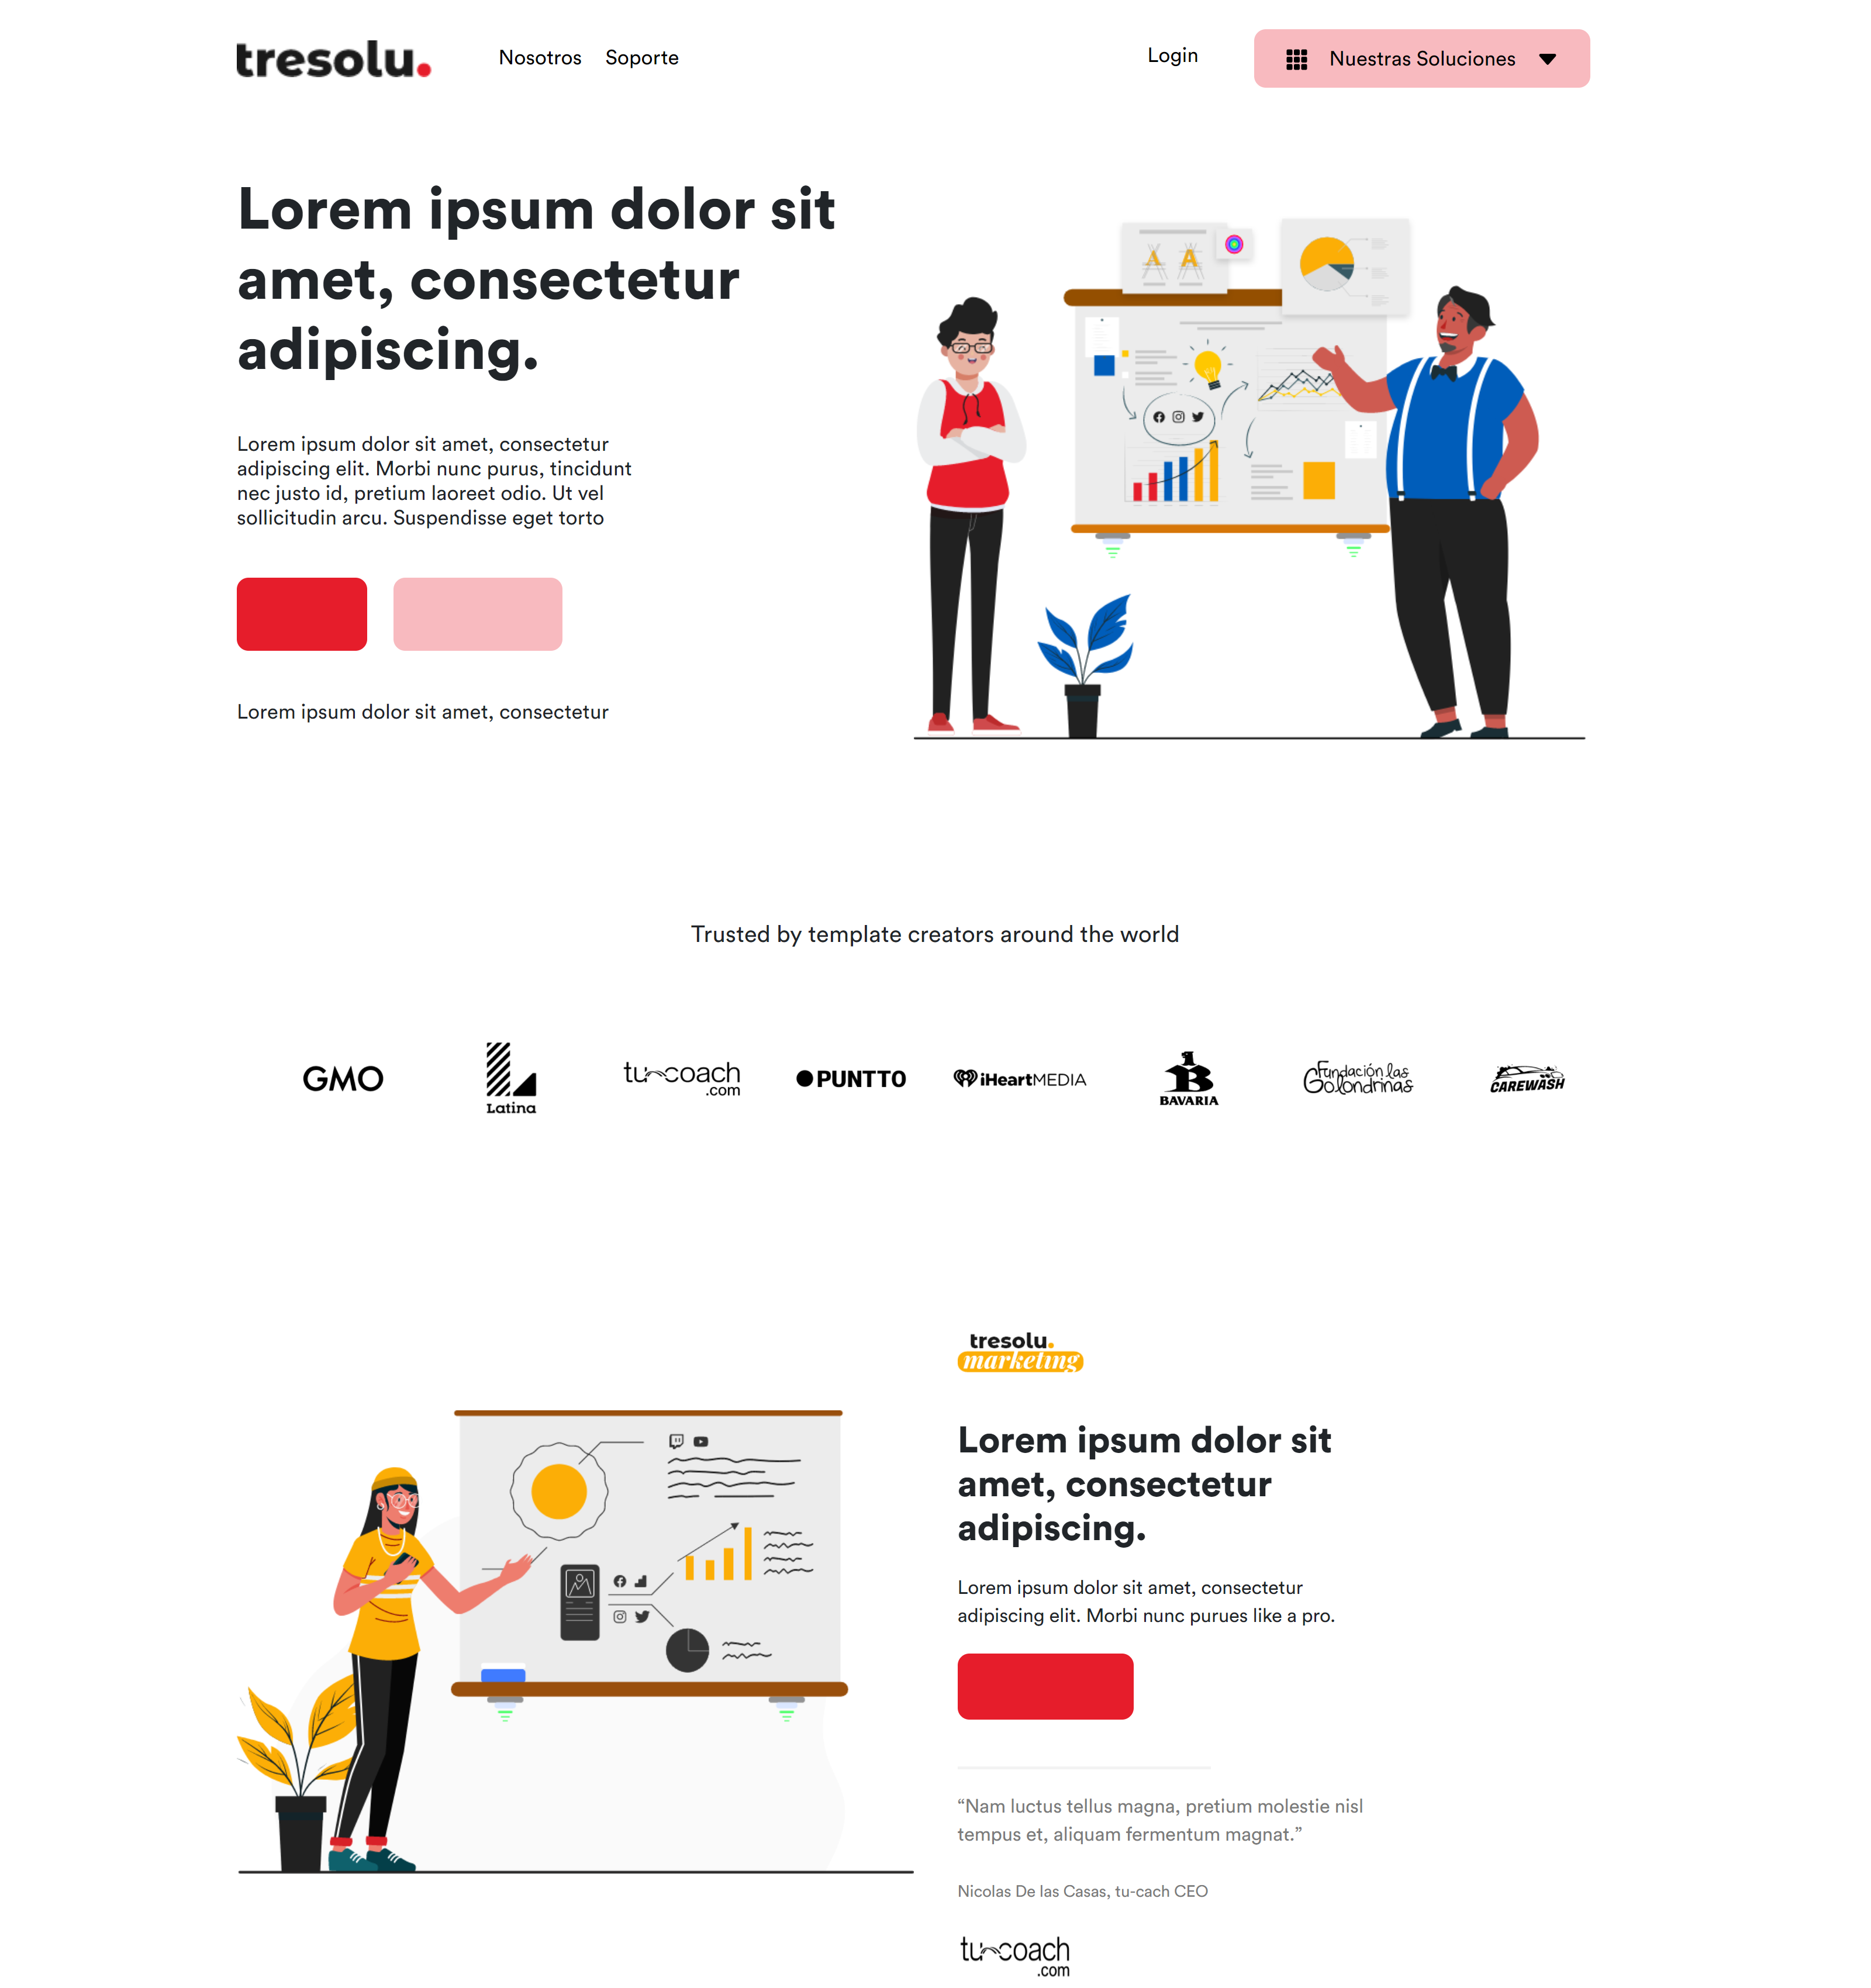 tresolu.
Nosotros
Soporte
Login
Nuestras Soluciones
Lorem ipsum dolor sit
amet, consectetur
adipiscing.
Lorem ipsum dolor sit amet, consectetur
adipiscing elit. Morbi nunc purus, tincidunt
nec justo id, pretium laoreet odio. Ut vel
sollicitudin arcu. Suspendisse eget torto
Lorem ipsum dolor sit amet, consectetur
A A
Trusted by template creators around the world
GMO
Latina
tu-coach
.com
PUNTTO
iHeartMEDIA
B
BAVARIA
Fundación las
Golondrinas
CAREWASH
tresolu.
marketing
Lorem ipsum dolor sit
amet, consectetur
adipiscing.
Lorem ipsum dolor sit amet, consectetur
adipiscing elit. Morbi nunc purues like a pro.
“Nam luctus tellus magna, pretium molestie nisl
tempus et, aliquam fermentum magnat.”
Nicolas De las Casas, tu-cach CEO
tu-coach
.com